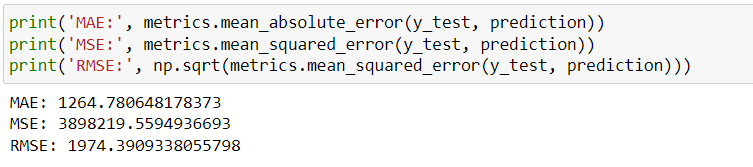 print('MAE:', metrics.mean_absolute_error(y_test, prediction))
print('MSE:', metrics.mean_squared_error(y_test, prediction))
print('RMSE:', np.sqrt(metrics.mean_squared_error(y_test, prediction)))
MAE: 1264.780648178373
MSE: 3898219.5594936693
RMSE: 1974.3909338055798